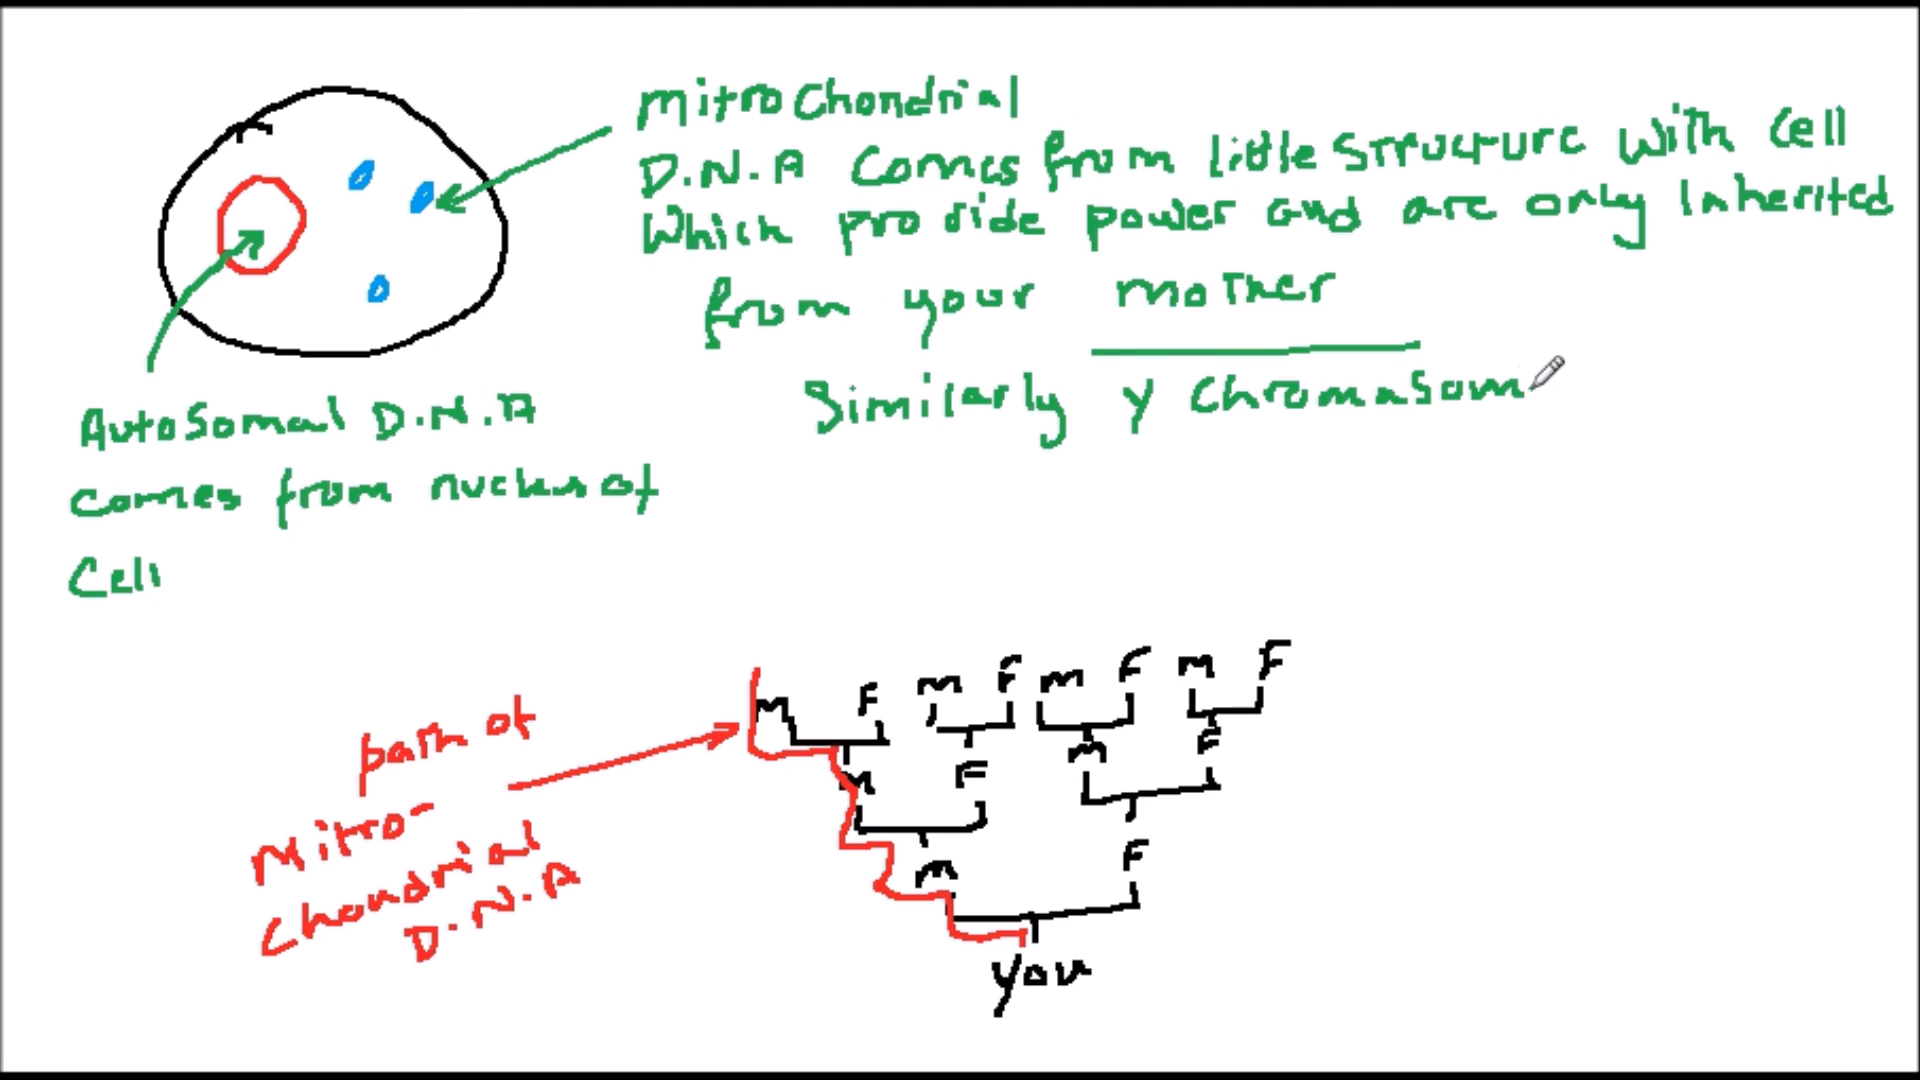 Mitrochondrial
D.N.A comes from little structure with cell
which provide power and are only inherited
from your mother
Similarly Y Chromasom
Autosomal D.N.A
comes from nucleus of
Cell
path of
Mitro-
chondrial
D.N.A
M F M F M F M F
M F M F
M F
you